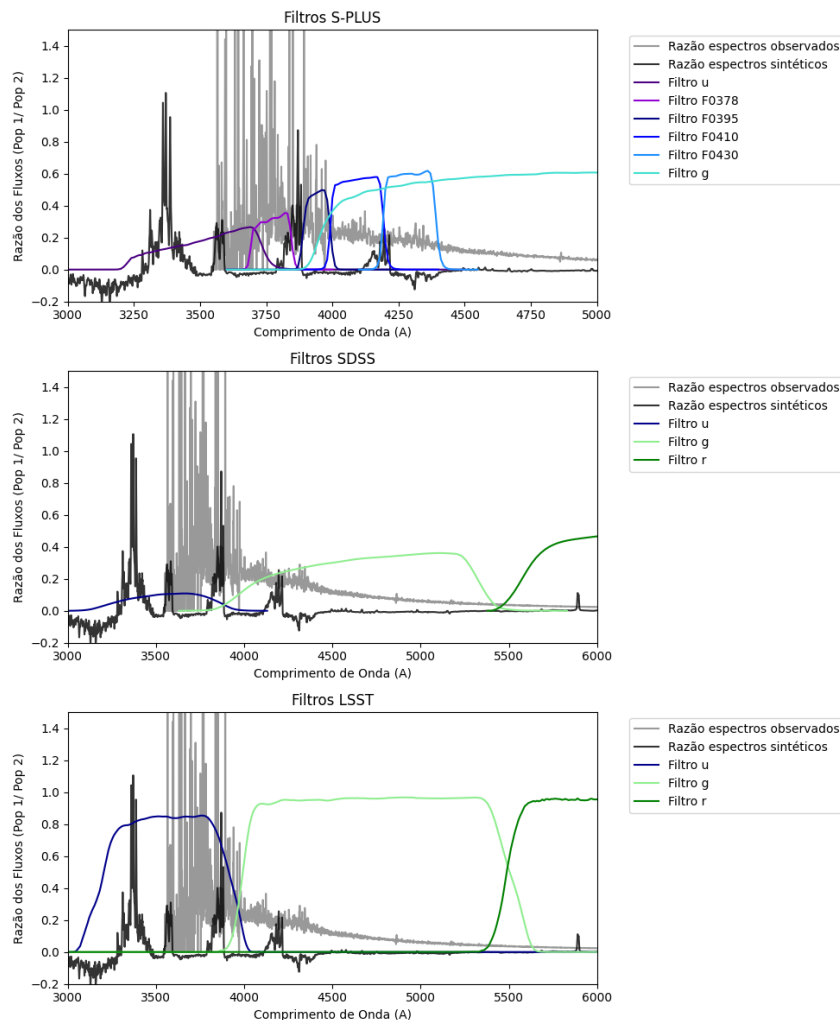 Filtros S-PLUS
Razão dos Fluxos (Pop 1/ Pop 2)
1.4
1.2
1.0
0.8
0.6
0.4
0.2
0.0
−0.2
3000 3250 3500 3750 4000 4250 4500 4750 5000
Comprimento de Onda (A)
Razão espectros observados
Razão espectros sintéticos
Filtro u
Filtro F0378
Filtro F0395
Filtro F0410
Filtro F0430
Filtro g
Filtros SDSS
Razão dos Fluxos (Pop 1/ Pop 2)
1.4
1.2
1.0
0.8
0.6
0.4
0.2
0.0
−0.2
3000 3500 4000 4500 5000 5500 6000
Comprimento de Onda (A)
Razão espectros observados
Razão espectros sintéticos
Filtro u
Filtro g
Filtro r
Filtros LSST
Razão dos Fluxos (Pop 1/ Pop 2)
1.4
1.2
1.0
0.8
0.6
0.4
0.2
0.0
−0.2
3000 3500 4000 4500 5000 5500 6000
Comprimento de Onda (A)
Razão espectros observados
Razão espectros sintéticos
Filtro u
Filtro g
Filtro r